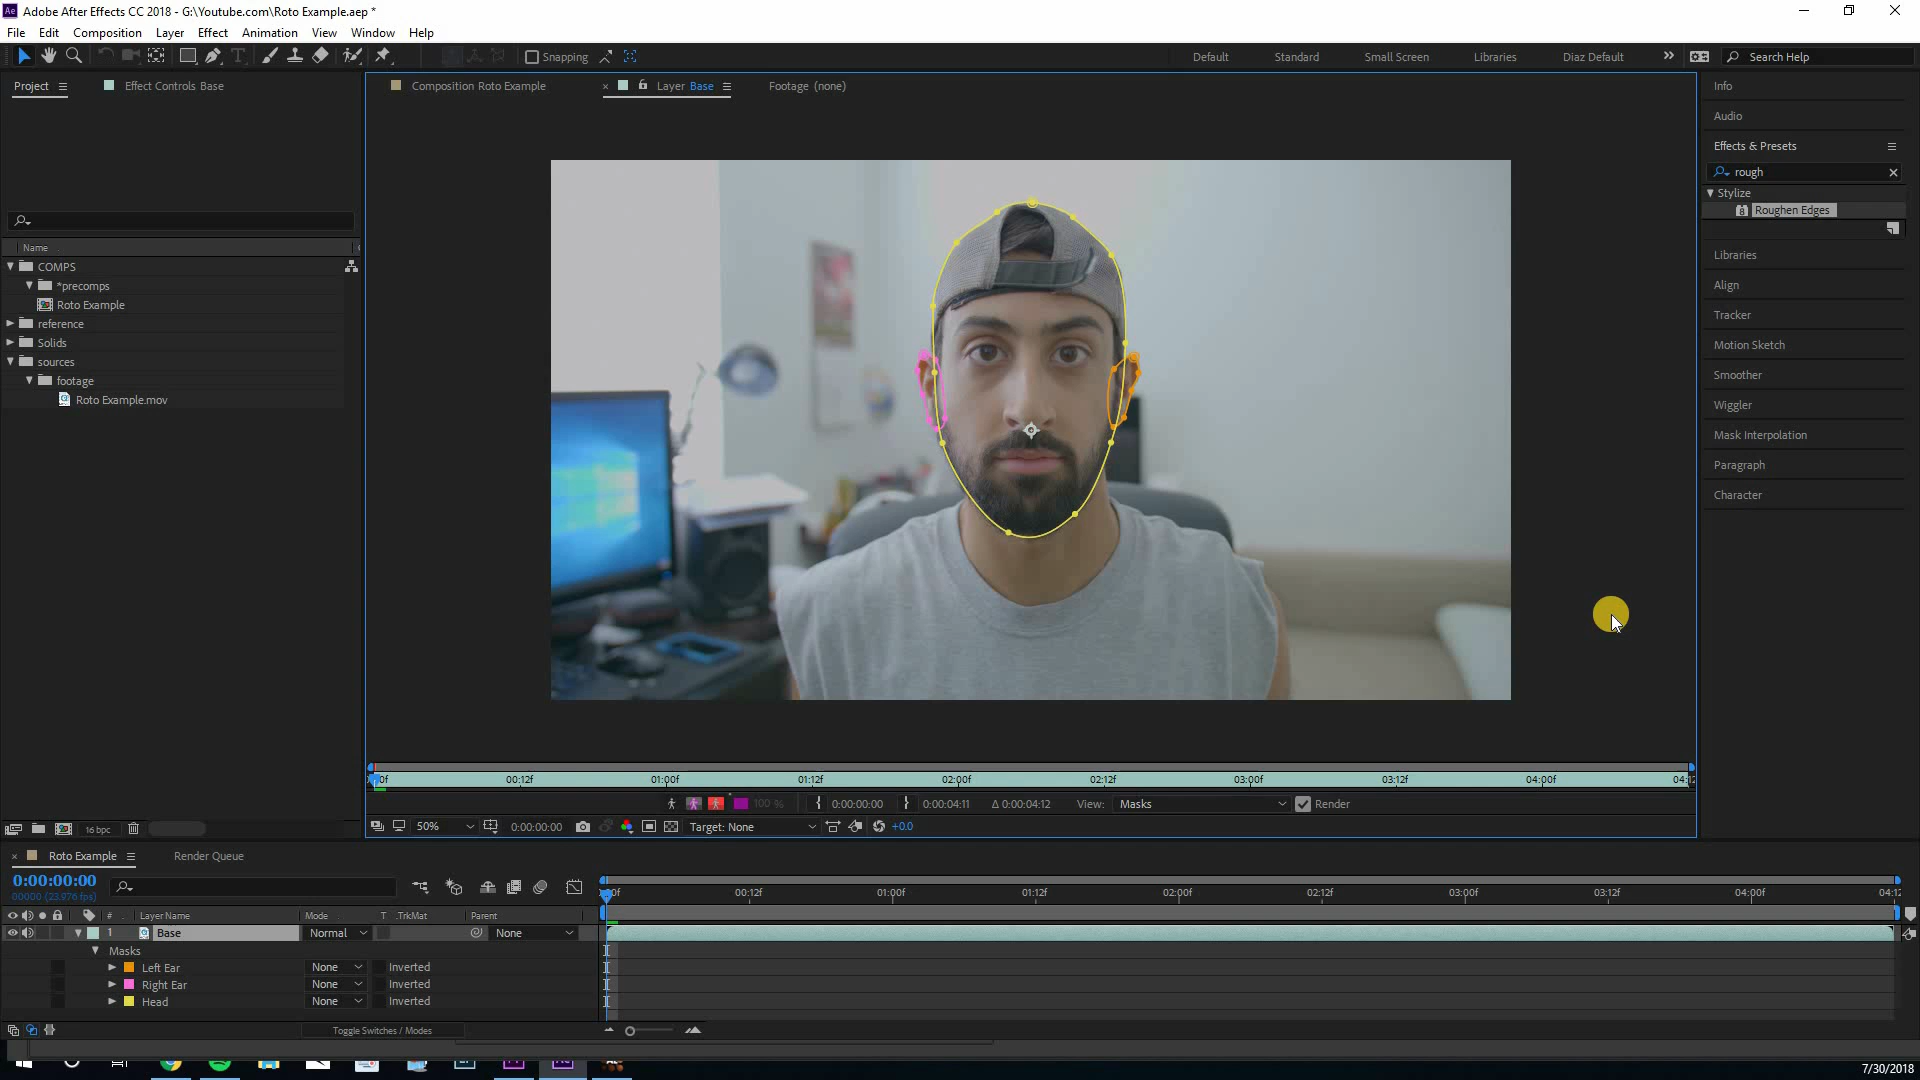 Ae Adobe After Effects CC 2018 - G:\Youtube.com\Roto Example.aep *
File Edit Composition Layer Effect Animation View Window Help
Snapping Default Standard Small Screen Libraries Diaz Default Search Help
Project Effect Controls Base
Composition Roto Example Layer Base Footage (none)
Name
COMPS
*precomps
Roto Example
reference
Solids
sources
footage
Roto Example.mov
16 bpc
Info
Audio
Effects & Presets
rough
Stylize
8 Roughen Edges
Libraries
Align
Tracker
Motion Sketch
Smoother
Wiggler
Mask Interpolation
Paragraph
Character
00:12f 01:00f 01:12f 02:00f 02:12f 03:00f 03:12f 04:00f
100 % 0:00:00:00 0:00:04:11 Δ 0:00:04:12 View: Masks Render
50% 0:00:00:00 Target: None +0.0
Roto Example Render Queue
0:00:00:00
00000 (23.976 fps)
00:12f 01:00f 01:12f 02:00f 02:12f 03:00f 03:12f 04:00f
# Layer Name Mode T .TrkMat Parent
1 Base Normal None
Masks
Left Ear None Inverted
Right Ear None Inverted
Head None Inverted
Toggle Switches / Modes
7/30/2018